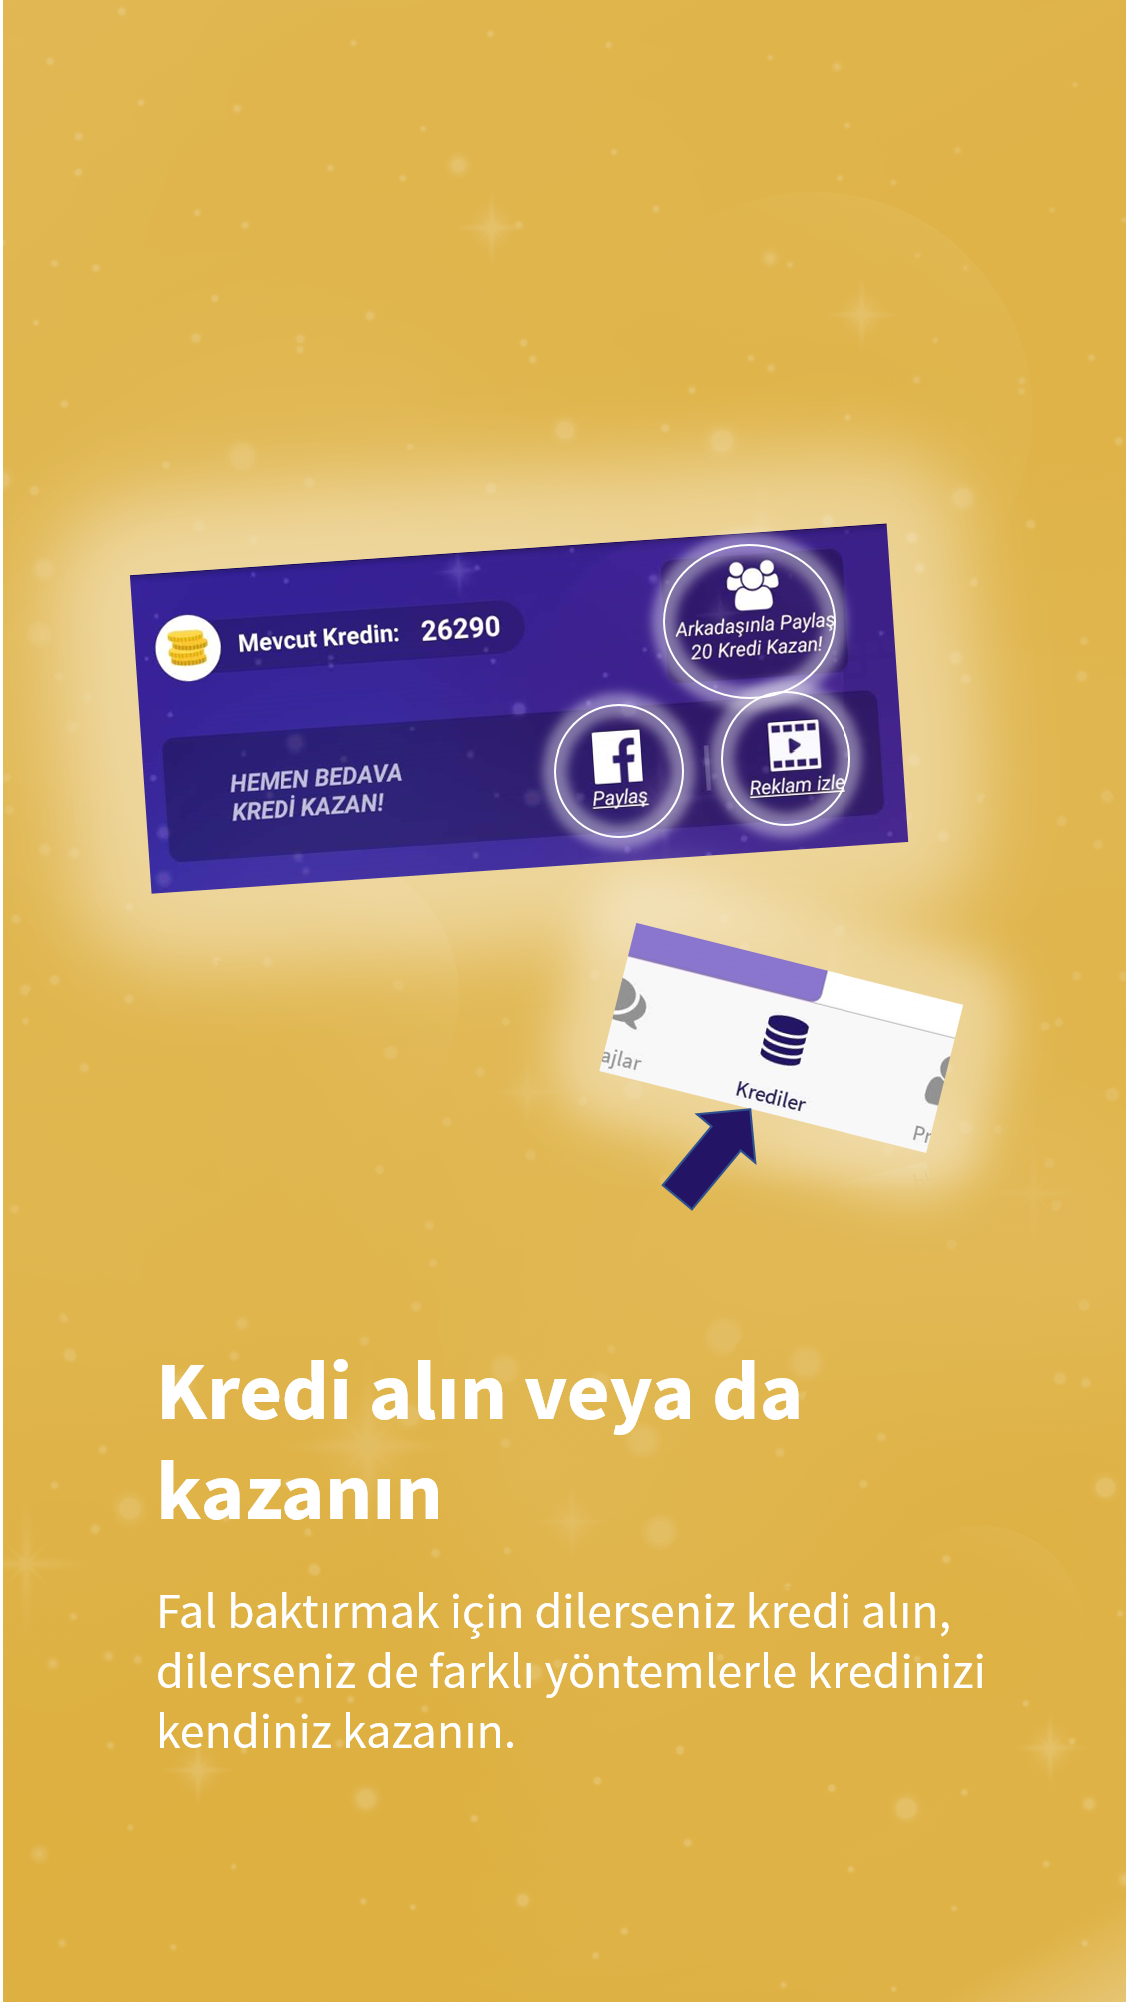 Mevcut Kredin: 26290
Arkadaşınla Paylaş
20 Kredi Kazan!
HEMEN BEDAVA
KREDİ KAZAN!
Paylaş
Reklam izle
ajlar
Krediler
Pr
Kredi alın veya da
kazanın
Fal baktırmak için dilerseniz kredi alın,
dilerseniz de farklı yöntemlerle kredinizi
kendiniz kazanın.